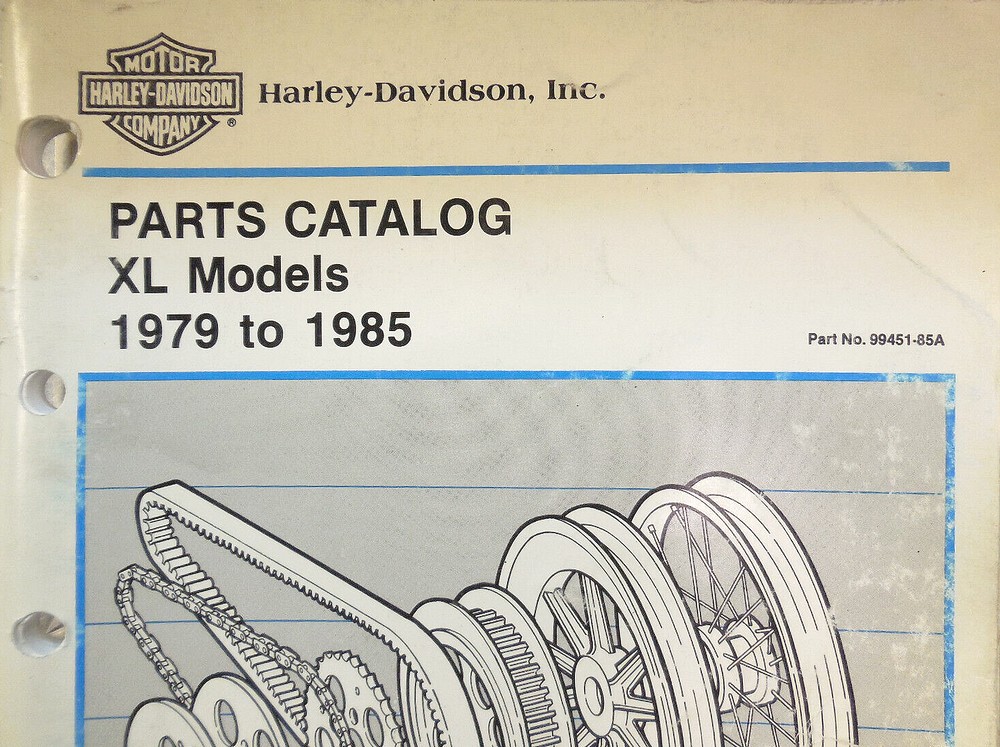 MOTOR
HARLEY-DAVIDSON
COMPANY
®
Harley-Davidson, Inc.
PARTS CATALOG
XL Models
1979 to 1985
Part No. 99451-85A